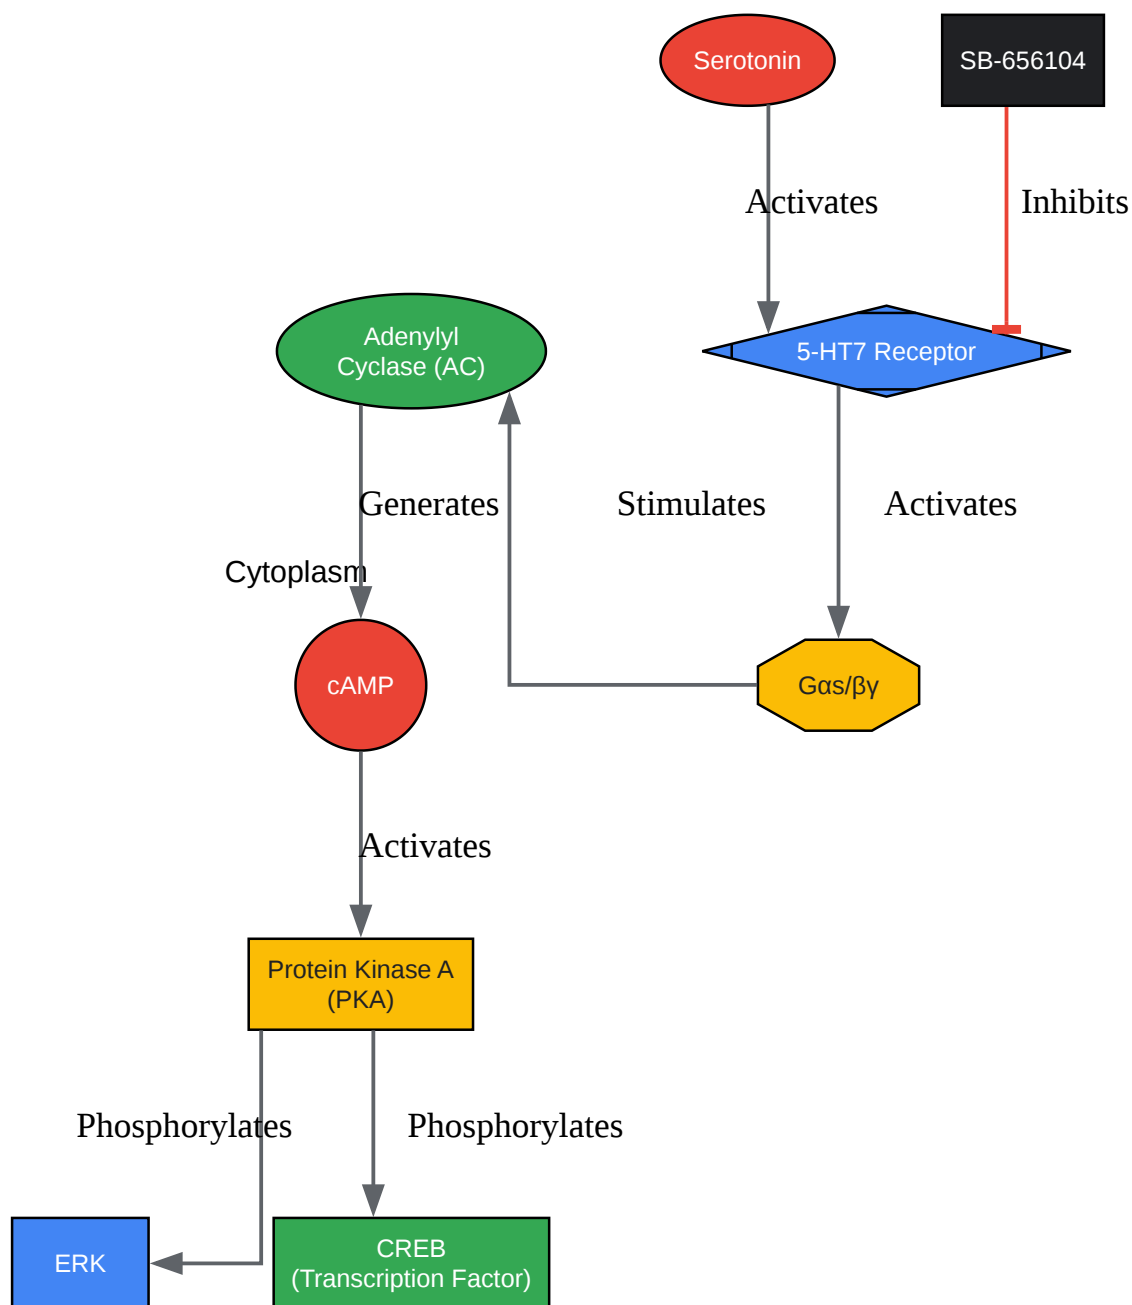 Serotonin
SB-656104
Activates
Inhibits
Adenylyl
Cyclase (AC)
5-HT7 Receptor
Generates
Stimulates
Activates
Cytoplasm
cAMP
Gαs/βγ
Activates
Protein Kinase A
(PKA)
Phosphorylates
Phosphorylates
ERK
CREB
(Transcription Factor)